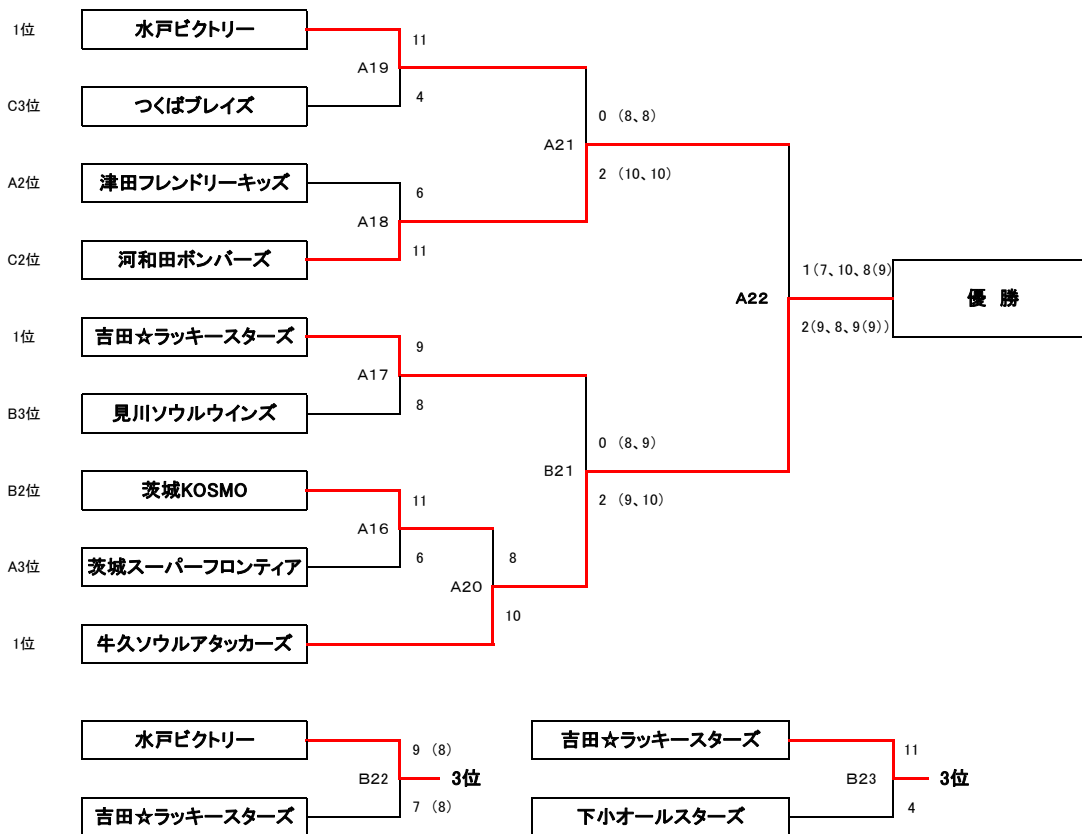 1位 水戸ビクトリー 11
A19
C3位 つくばブレイズ 4
0 (8、8)
A21
2 (10、10)
A2位 津田フレンドリーキッズ 6
A18
C2位 河和田ボンバーズ 11
1(7、10、8(9)
A22 優 勝
2(9、8、9(9))
1位 吉田☆ラッキースターズ 9
A17
B3位 見川ソウルウインズ 8
0 (8、9)
B21
2 (9、10)
B2位 茨城KOSMO 11
A16
A3位 茨城スーパーフロンティア 6
8
A20
10
1位 牛久ソウルアタッカーズ
水戸ビクトリー 9 (8)
B22 3位
吉田☆ラッキースターズ 7 (8)
吉田☆ラッキースターズ 11
B23 3位
下小オールスターズ 4